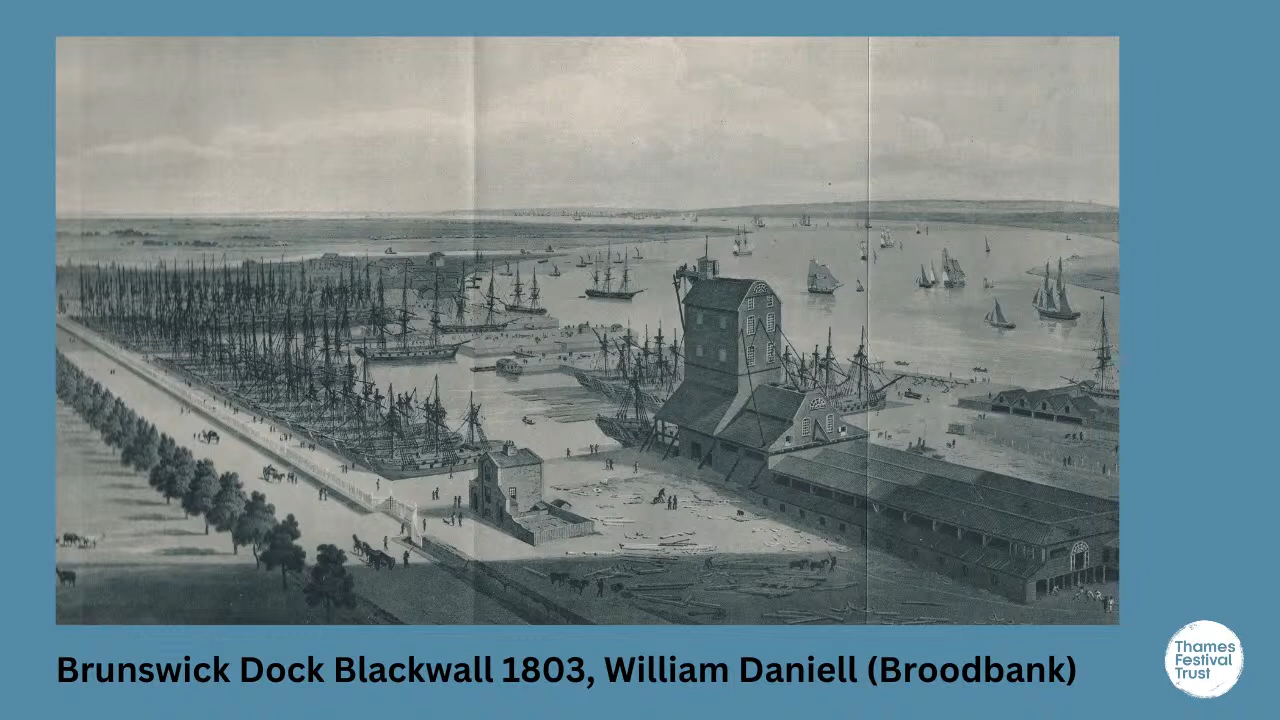 Brunswick Dock Blackwall 1803, William Daniell (Broodbank)
Thames
Festival
Trust